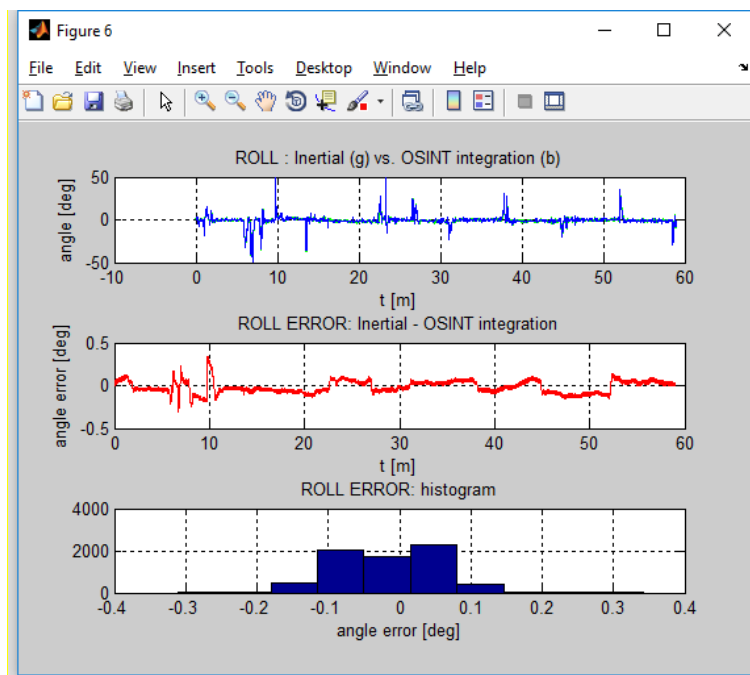 Figure 6
File Edit View Insert Tools Desktop Window Help
ROLL : Inertial (g) vs. OSINT integration (b)
angle [deg]
50
0
-50
-10 0 10 20 30 40 50 60
t [m]
ROLL ERROR: Inertial - OSINT integration
angle error [deg]
0.5
0
-0.5
0 10 20 30 40 50 60
t [m]
ROLL ERROR: histogram
4000
2000
0
-0.4 -0.3 -0.2 -0.1 0 0.1 0.2 0.3 0.4
angle error [deg]